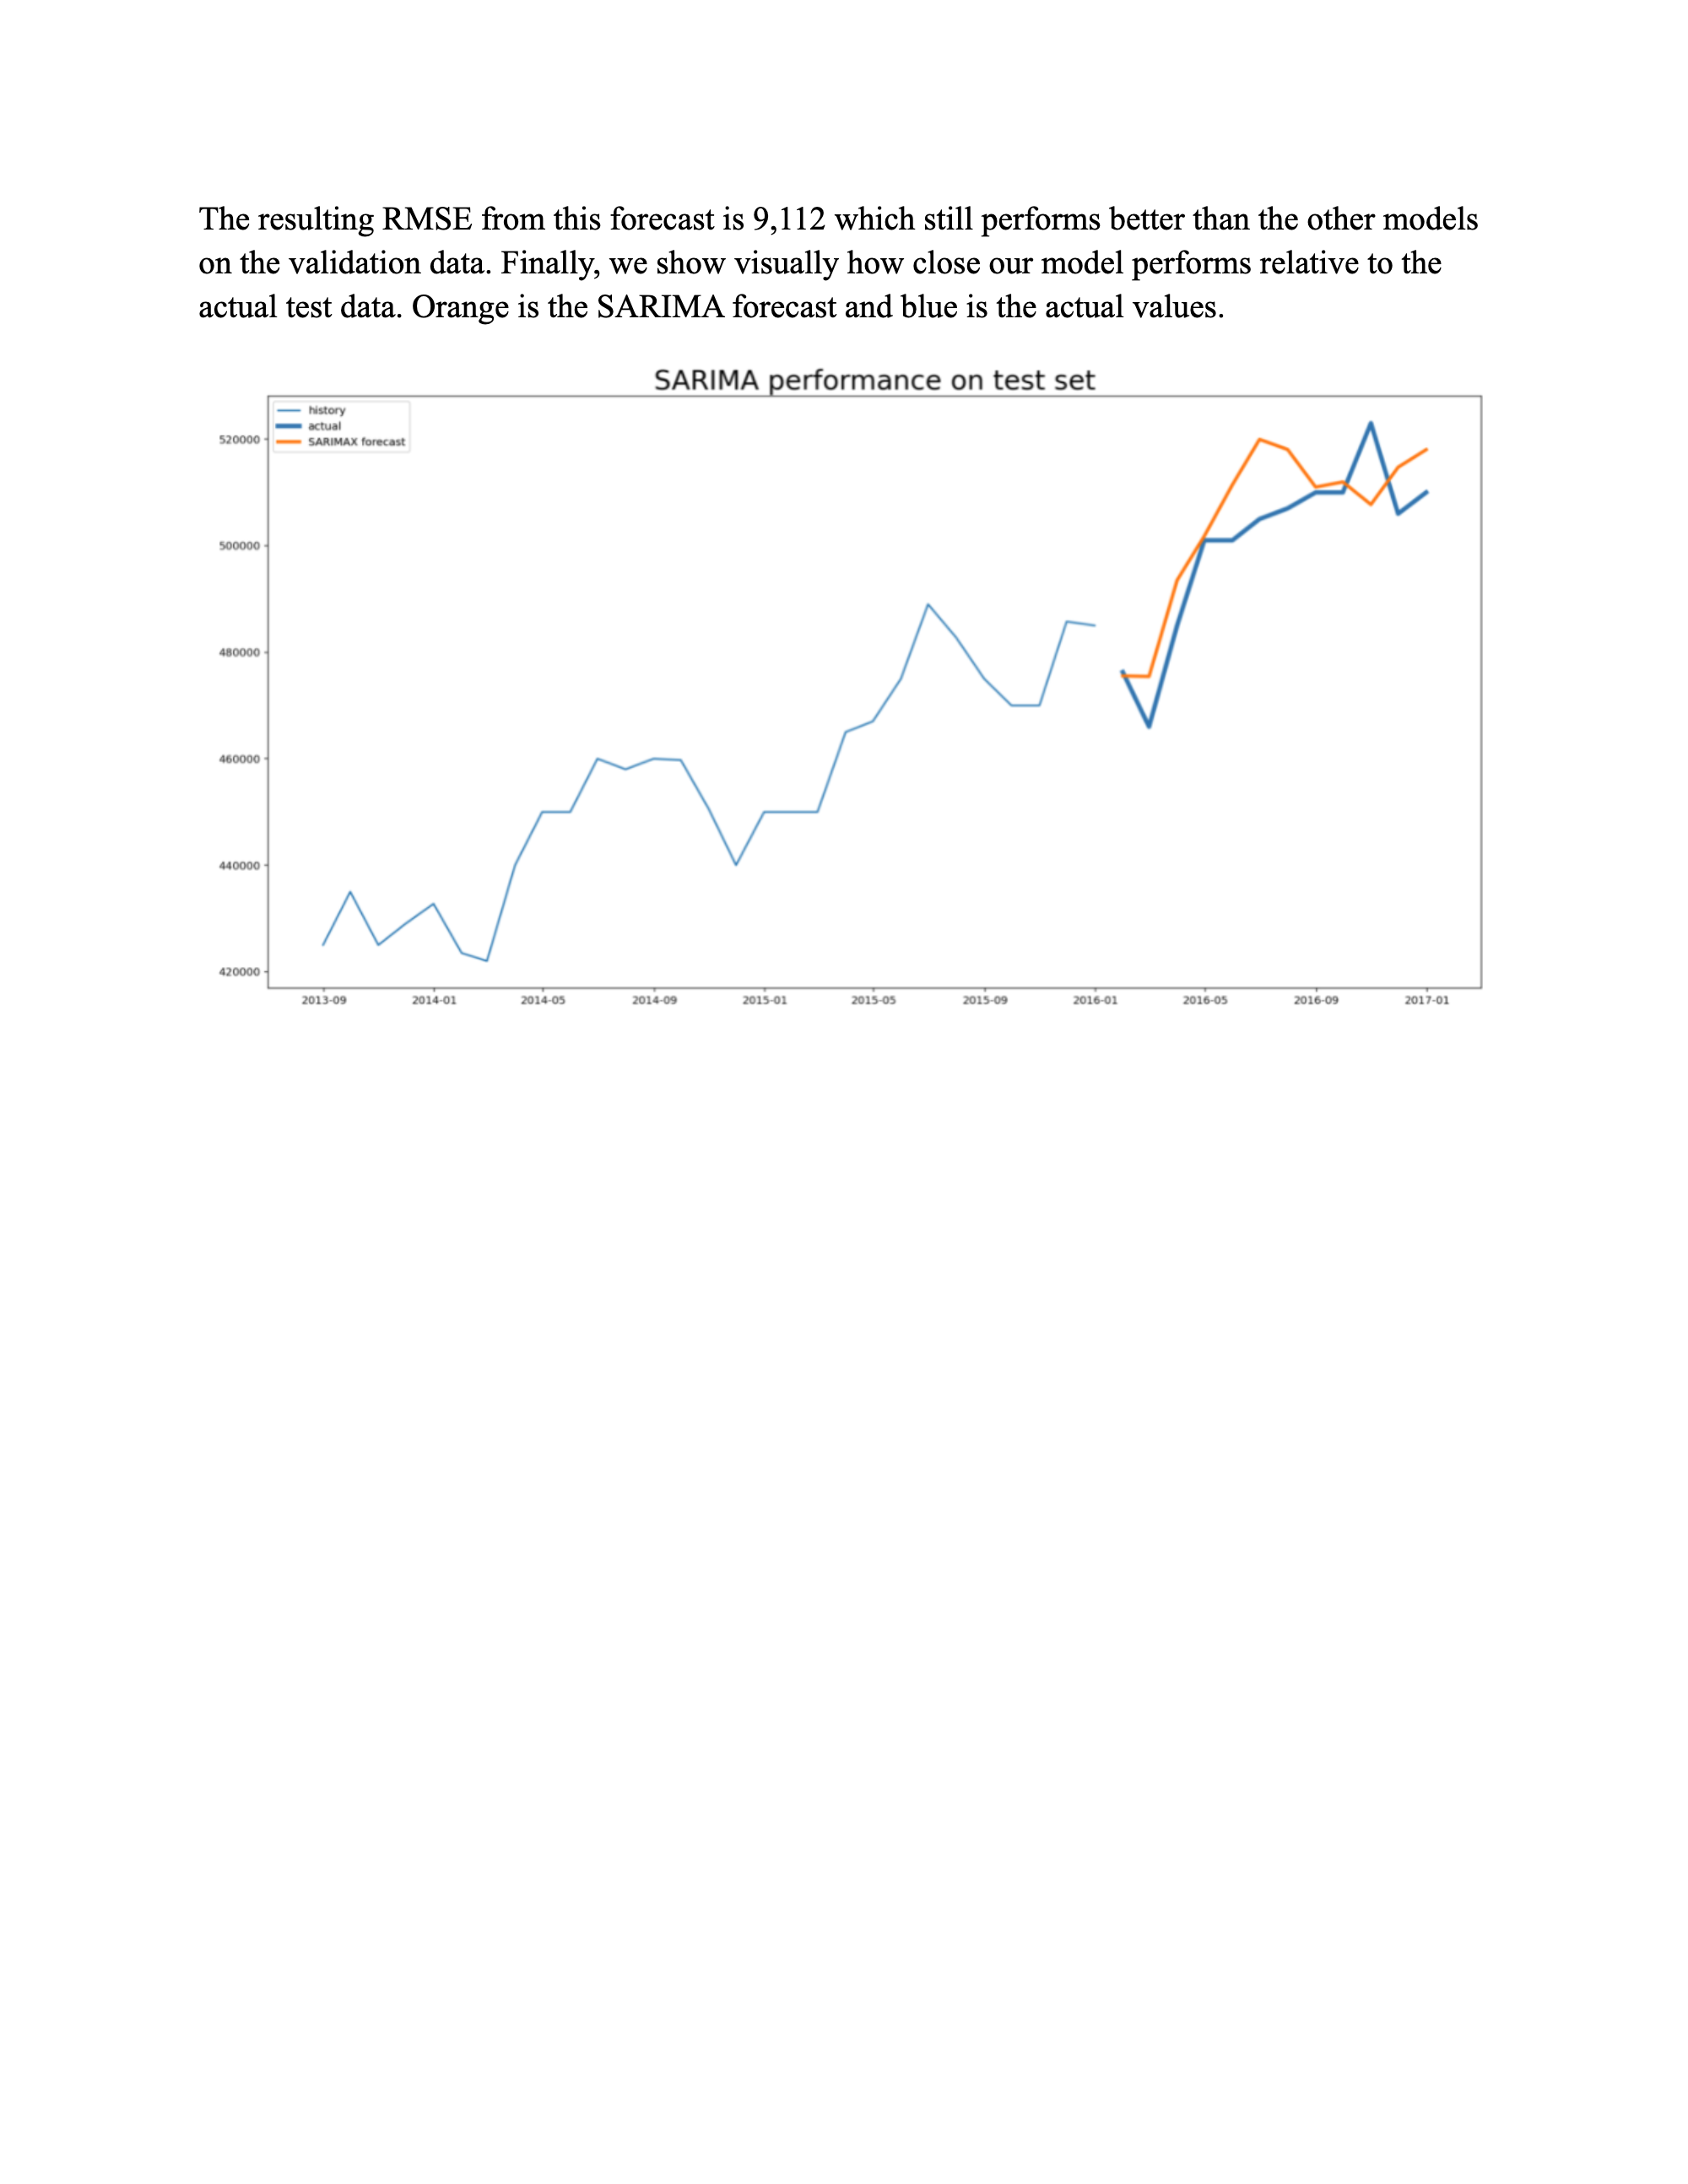 The resulting RMSE from this forecast is 9,112 which still performs better than the other models
on the validation data. Finally, we show visually how close our model performs relative to the
actual test data. Orange is the SARIMA forecast and blue is the actual values.
SARIMA performance on test set
history
actual
SARIMAX forecast
520000
500000
480000
460000
440000
420000
2013-09 2014-01 2014-05 2014-09 2015-01 2015-05 2015-09 2016-01 2016-05 2016-09 2017-01